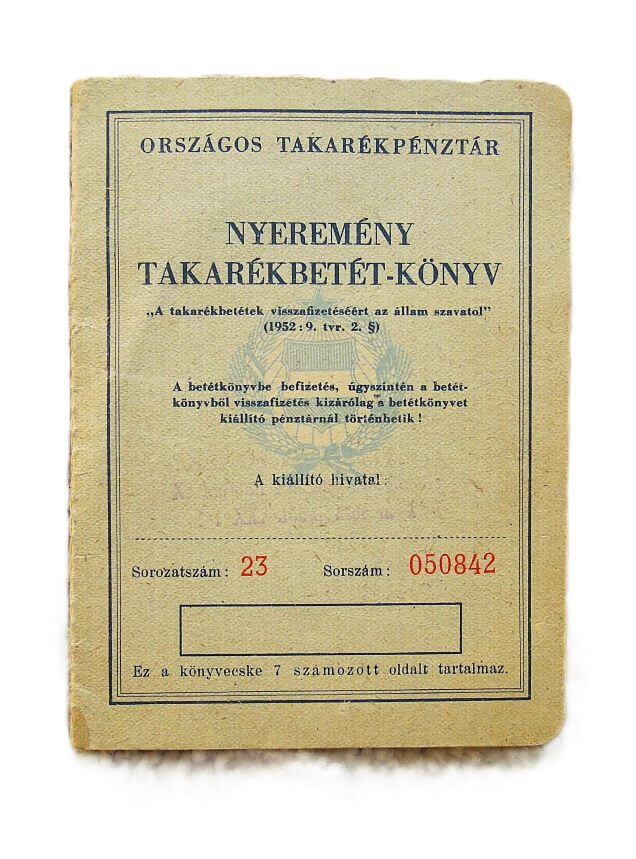 ORSZÁGOS TAKARÉKPÉNZTÁR
NYEREMÉNY
TAKARÉKBETÉT-KÖNYV
„A takarékbetétek visszafizetéséért az állam szavatol"
(1952 : 9. tvr. 2. §)
A betétkönyvbe befizetés, úgyszintén a betét-
könyvből visszafizetés kizárólag a betétkönyvet
kiállító pénztárnál történhetik !
A kiállító hivatal
Sorozatszám : 23 Sorszám : 050842
Ez a könyvecske 7 számozott oldalt tartalmaz.